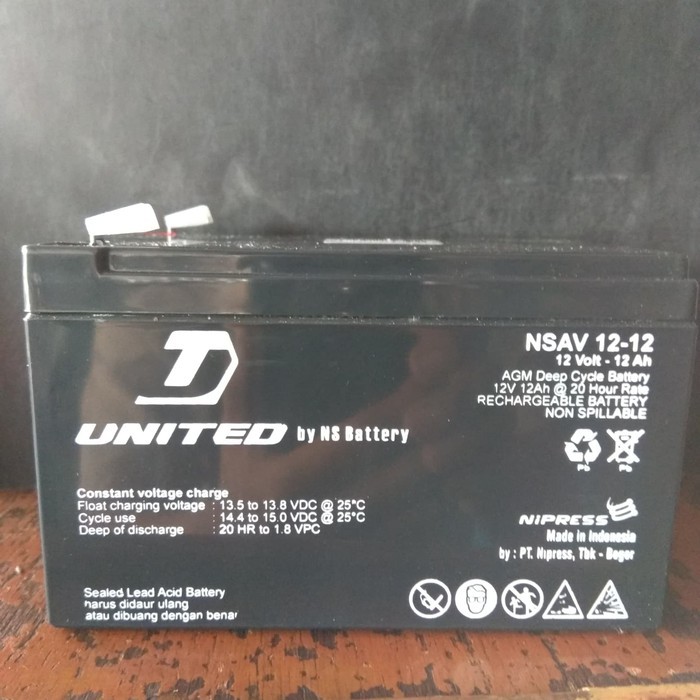 UNITED by NS Battery
NSAV 12-12
12 Volt - 12 Ah
AGM Deep Cycle Battery
12V 12Ah @ 20 Hour Rate
RECHARGEABLE BATTERY
NON SPILLABLE
Pb Pb
Constant voltage charge
Float charging voltage : 13.5 to 13.8 VDC @ 25°C
Cycle use : 14.4 to 15.0 VDC @ 25°C
Deep of discharge : 20 HR to 1.8 VPC
NIPRESS
Made in Indonesia
by : PT. Nipress, Tbk - Bogor
Sealed Lead Acid Battery
harus didaur ulang
atau dibuang dengan benar